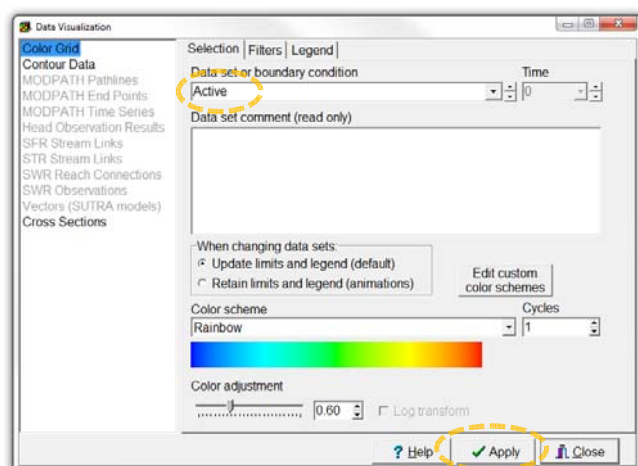 Data Visualization
Color Grid
Contour Data
MODPATH Pathlines
MODPATH End Points
MODPATH Time Series
Head Observation Results
SFR Stream Links
STR Stream Links
SWR Reach Connections
SWR Observations
Vectors (SUTRA models)
Cross Sections
Selection Filters Legend
Data set or boundary condition Time
Active 0
Data set comment (read only)
When changing data sets:
Update limits and legend (default)
Retain limits and legend (animations)
Edit custom
color schemes
Color scheme Cycles
Rainbow 1
Color adjustment
0.60 Log transform
? Help Apply Close